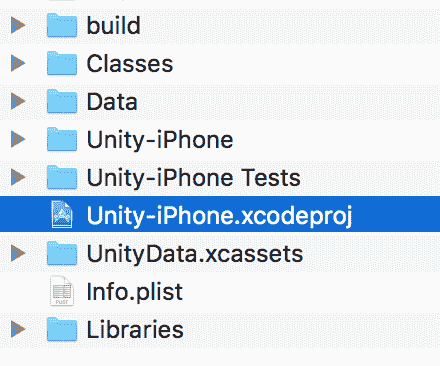 build
Classes
Data
Unity-iPhone
Unity-iPhone Tests
Unity-iPhone.xcodeproj
UnityData.xcassets
Info.plist
Libraries